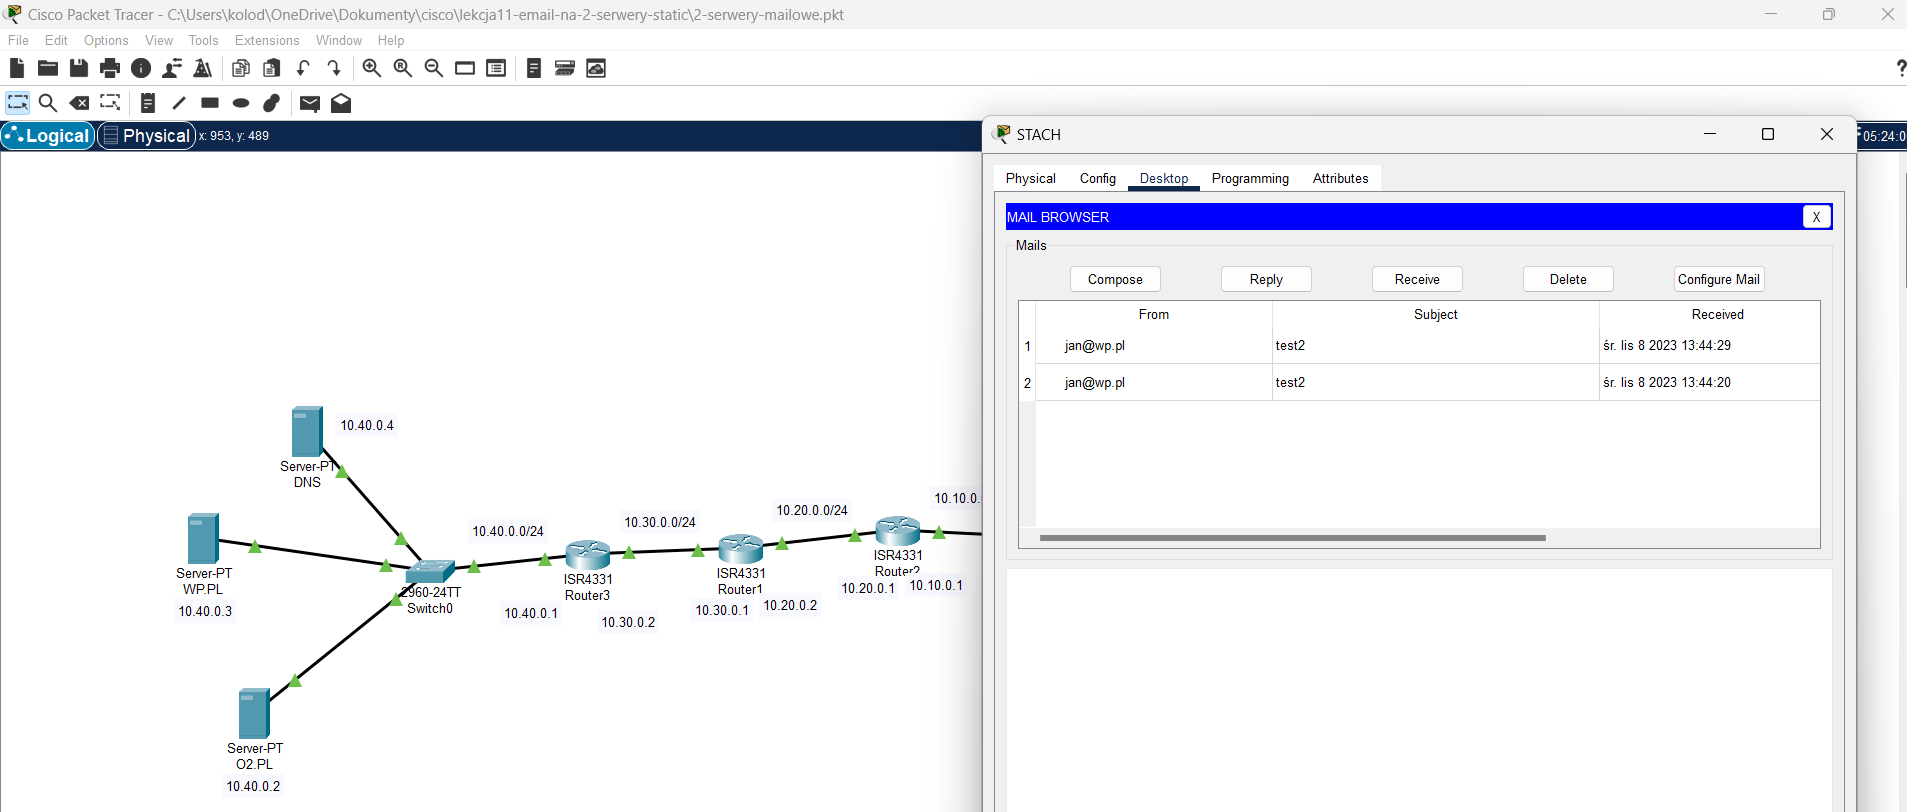 Cisco Packet Tracer - C:\Users\kolod\OneDrive\Dokumenty\cisco\lekcja11-email-na-2-serwery-static\2-serwery-mailowe.pkt
File Edit Options View Tools Extensions Window Help
?
Logical Physical x: 953, y: 489
05:24:0
STACH
Physical Config Desktop Programming Attributes
MAIL BROWSER X
Mails
Compose Reply Receive Delete Configure Mail
From Subject Received
1 jan@wp.pl test2 śr. lis 8 2023 13:44:29
2 jan@wp.pl test2 śr. lis 8 2023 13:44:20
10.40.0.4
Server-PT
DNS
Server-PT
WP.PL
10.40.0.3
2960-24TT
Switch0
10.40.0.0/24
ISR4331
Router3
10.40.0.1
10.30.0.2
10.30.0.0/24
ISR4331
Router1
10.30.0.1
10.20.0.2
10.20.0.0/24
10.10.0.
ISR4331
Router2
10.20.0.1
10.10.0.1
Server-PT
O2.PL
10.40.0.2